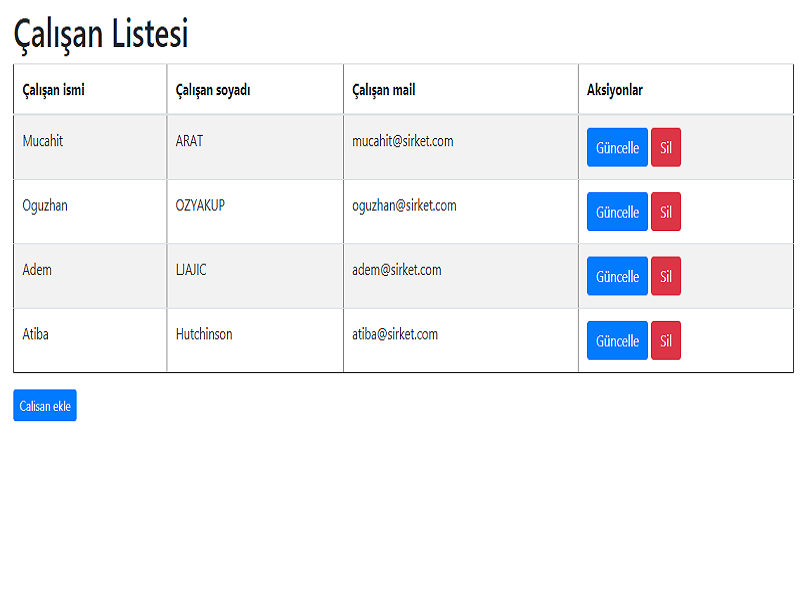 Çalışan Listesi
Çalışan ismi Çalışan soyadı Çalışan mail Aksiyonlar
Mucahit ARAT mucahit@sirket.com Güncelle Sil
Oguzhan OZYAKUP oguzhan@sirket.com Güncelle Sil
Adem LJAJIC adem@sirket.com Güncelle Sil
Atiba Hutchinson atiba@sirket.com Güncelle Sil
Calisan ekle